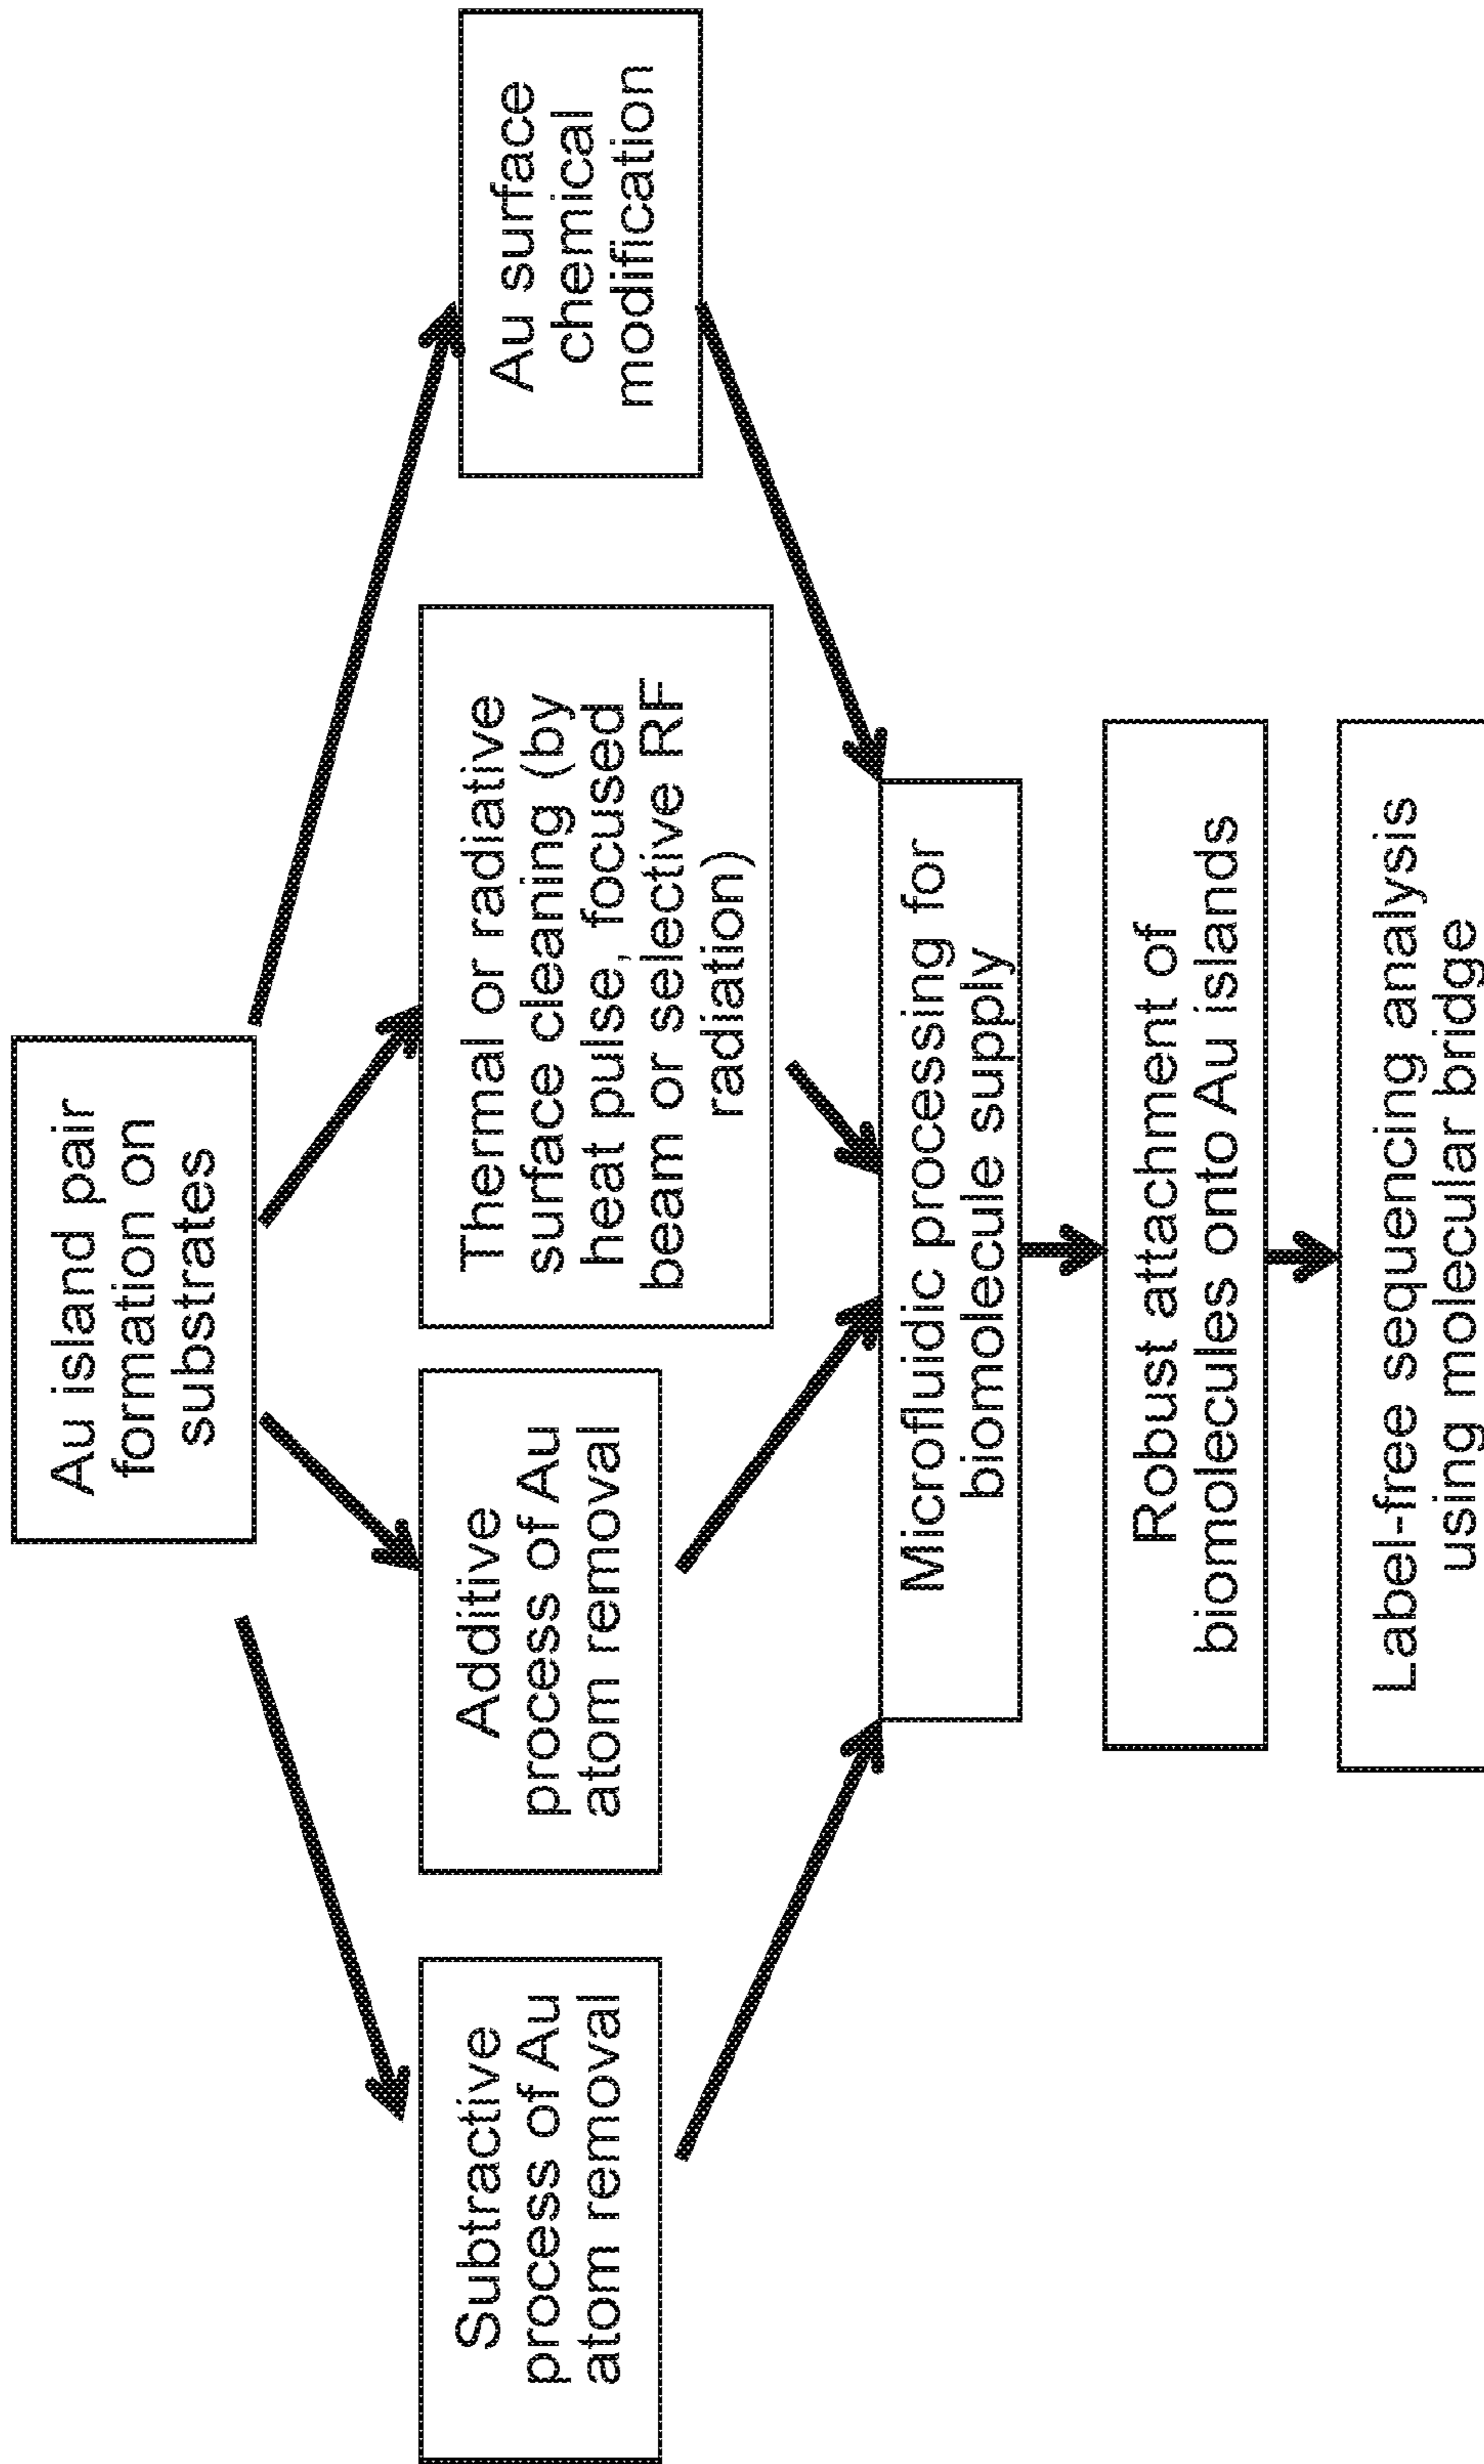 Au island pair
formation on
substrates
Subtractive
process of Au
atom removal
Additive
process of Au
atom removal
Thermal or radiative
surface cleaning (by
heat pulse, focused
beam or selective RF
radiation)
Au surface
chemical
modification
Microfluidic processing for
biomolecule supply
Robust attachment of
biomolecules onto Au islands
Label-free sequencing analysis
using molecular bridge